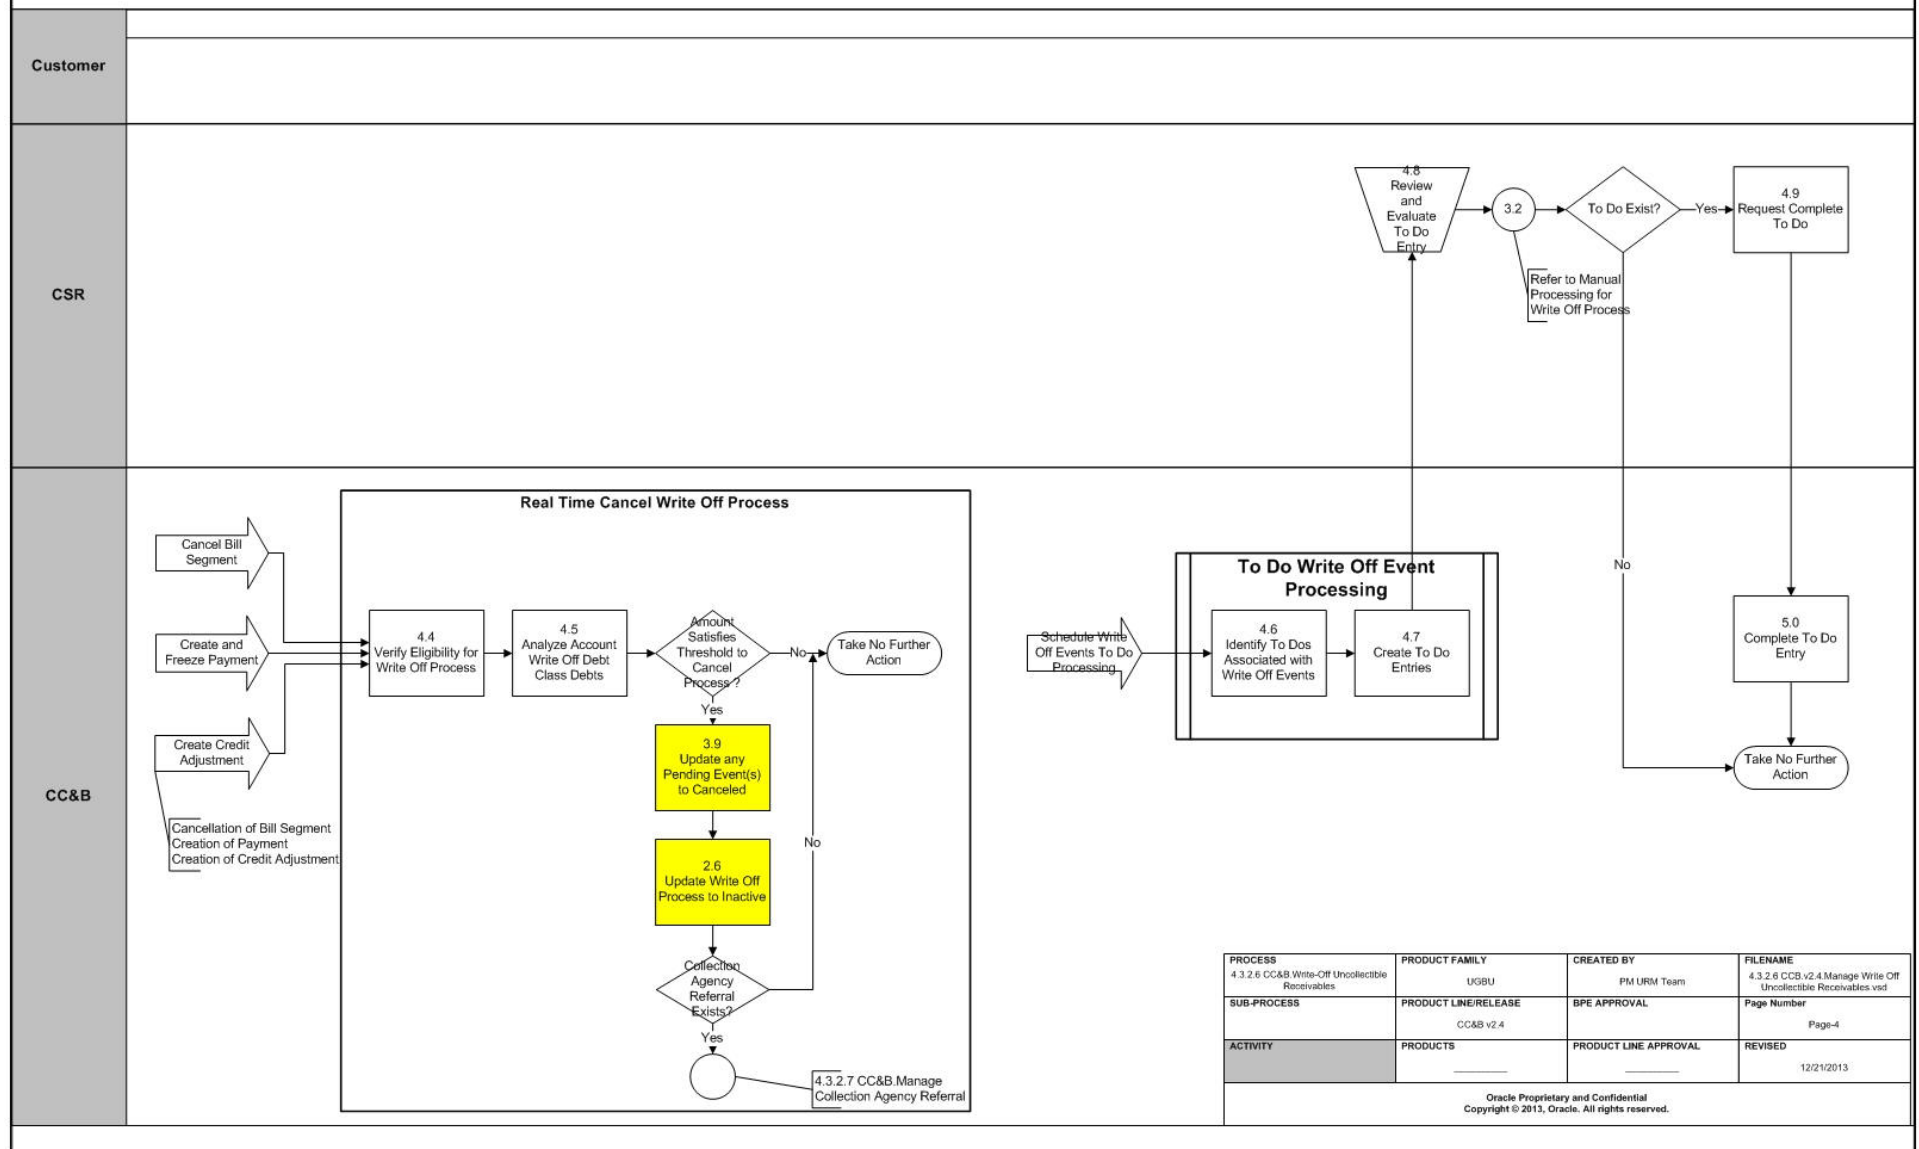 Customer
CSR
4.8
Review
and
Evaluate
To Do
Entry
3.2
To Do Exist?
Yes
4.9
Request Complete
To Do
Refer to Manual
Processing for
Write Off Process
No
CC&B
Real Time Cancel Write Off Process
Cancel Bill
Segment
Create and
Freeze Payment
Create Credit
Adjustment
Cancellation of Bill Segment
Creation of Payment
Creation of Credit Adjustment
4.4
Verify Eligibility for
Write Off Process
4.5
Analyze Account
Write Off Debt
Class Debts
Amount
Satisfies
Threshold to
Cancel
Process ?
No
Take No Further
Action
Yes
3.9
Update any
Pending Event(s)
to Canceled
2.6
Update Write Off
Process to Inactive
No
Collection
Agency
Referral
Exists?
Yes
4.3.2.7 CC&B.Manage
Collection Agency Referral
Schedule Write
Off Events To Do
Processing
To Do Write Off Event
Processing
4.6
Identify To Dos
Associated with
Write Off Events
4.7
Create To Do
Entries
5.0
Complete To Do
Entry
Take No Further
Action
PROCESS
4.3.2.6 CC&B.Write-Off Uncollectible
Receivables
PRODUCT FAMILY
UGBU
CREATED BY
PM URM Team
FILENAME
4.3.2.6 CCB.v2.4.Manage Write Off
Uncollectible Receivables.vsd
SUB-PROCESS
PRODUCT LINE/RELEASE
CC&B v2.4
BPE APPROVAL
Page Number
Page-4
ACTIVITY
PRODUCTS
PRODUCT LINE APPROVAL
REVISED
12/21/2013
Oracle Proprietary and Confidential
Copyright © 2013, Oracle. All rights reserved.